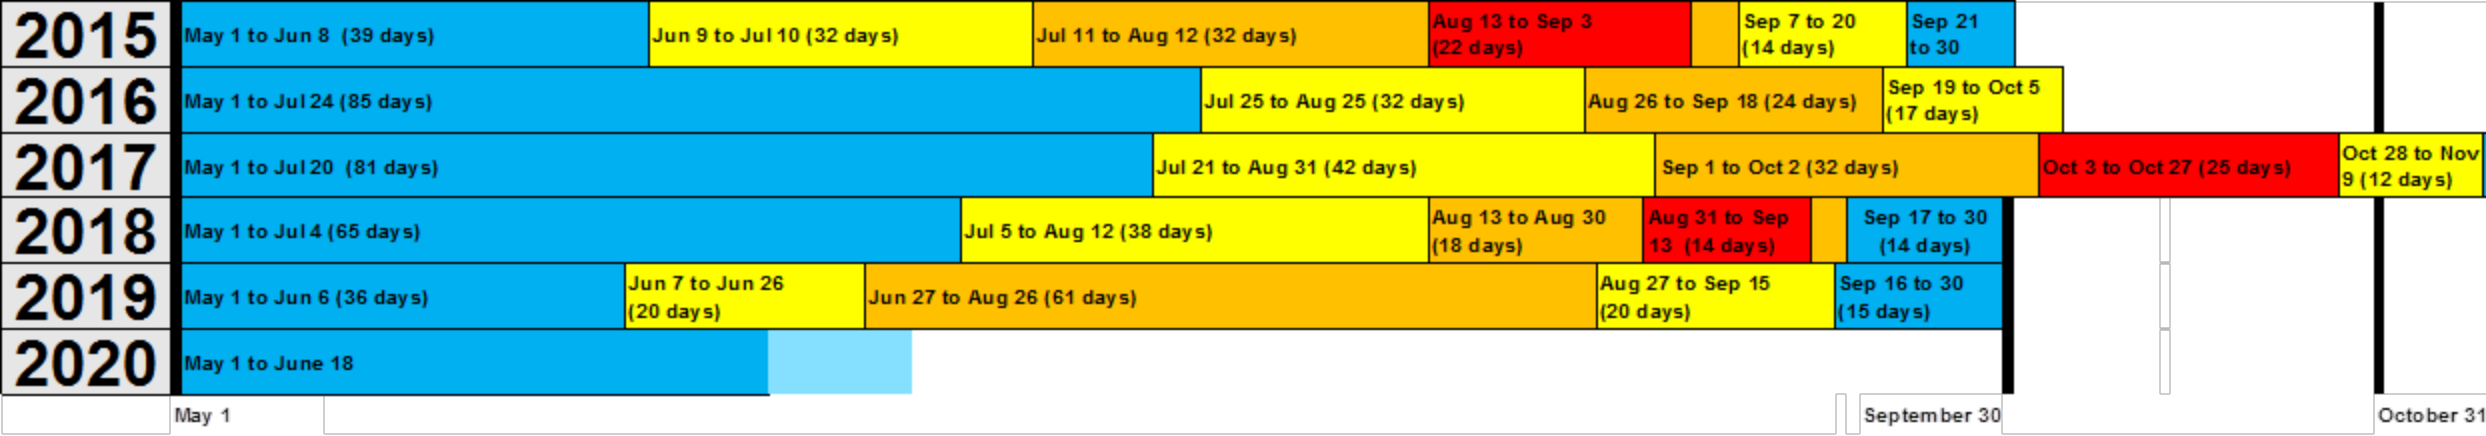 2015
May 1 to Jun 8 (39 days)
Jun 9 to Jul 10 (32 days)
Jul 11 to Aug 12 (32 days)
Aug 13 to Sep 3
(22 days)
Sep 7 to 20
(14 days)
Sep 21
to 30
2016
May 1 to Jul 24 (85 days)
Jul 25 to Aug 25 (32 days)
Aug 26 to Sep 18 (24 days)
Sep 19 to Oct 5
(17 days)
2017
May 1 to Jul 20 (81 days)
Jul 21 to Aug 31 (42 days)
Sep 1 to Oct 2 (32 days)
Oct 3 to Oct 27 (25 days)
Oct 28 to Nov
9 (12 days)
2018
May 1 to Jul 4 (65 days)
Jul 5 to Aug 12 (38 days)
Aug 13 to Aug 30
(18 days)
Aug 31 to Sep
13 (14 days)
Sep 17 to 30
(14 days)
2019
May 1 to Jun 6 (36 days)
Jun 7 to Jun 26
(20 days)
Jun 27 to Aug 26 (61 days)
Aug 27 to Sep 15
(20 days)
Sep 16 to 30
(15 days)
2020
May 1 to June 18
May 1
September 30
October 31